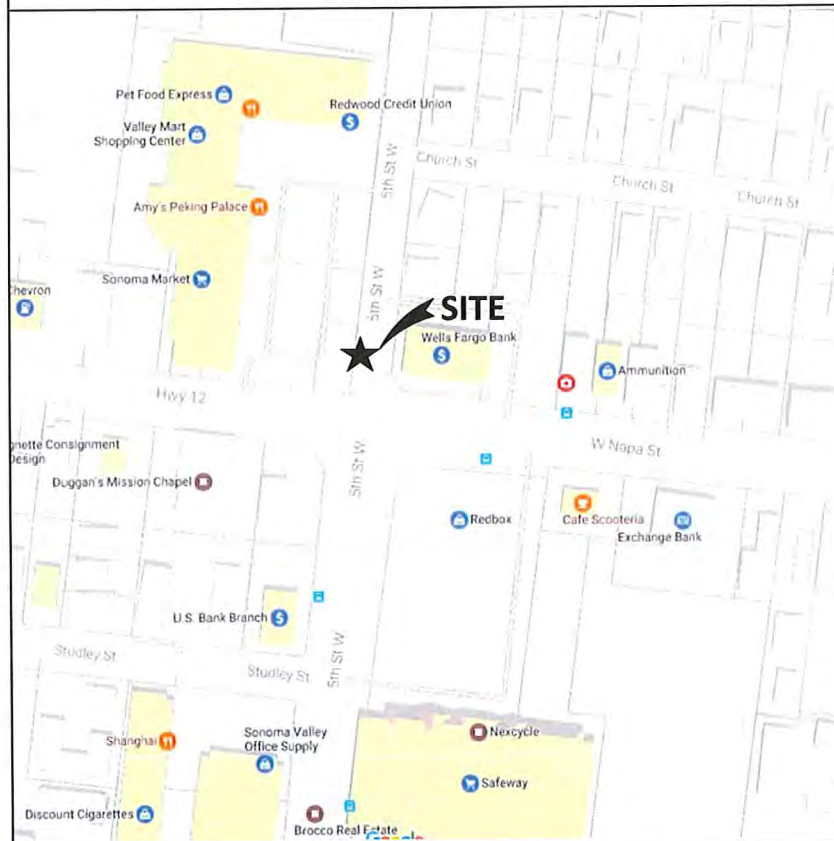 Pet Food Express
Redwood Credit Union
Valley Mart
Shopping Center
5th St W
Church St
Church St
Church St
Amy's Peking Palace
Sonoma Market
5th St W
Chevron
SITE
Wells Fargo Bank
Ammunition
Hwy 12
gnette Consignment
Design
W Napa St
5th St W
Duggan's Mission Chapel
Redbox
Cafe Scooteria
Exchange Bank
U.S. Bank Branch
Studley St
Studley St
5th St W
Shanghai
Sonoma Valley
Office Supply
Nexcycle
Safeway
Discount Cigarettes
Brocco Real Estate
Google